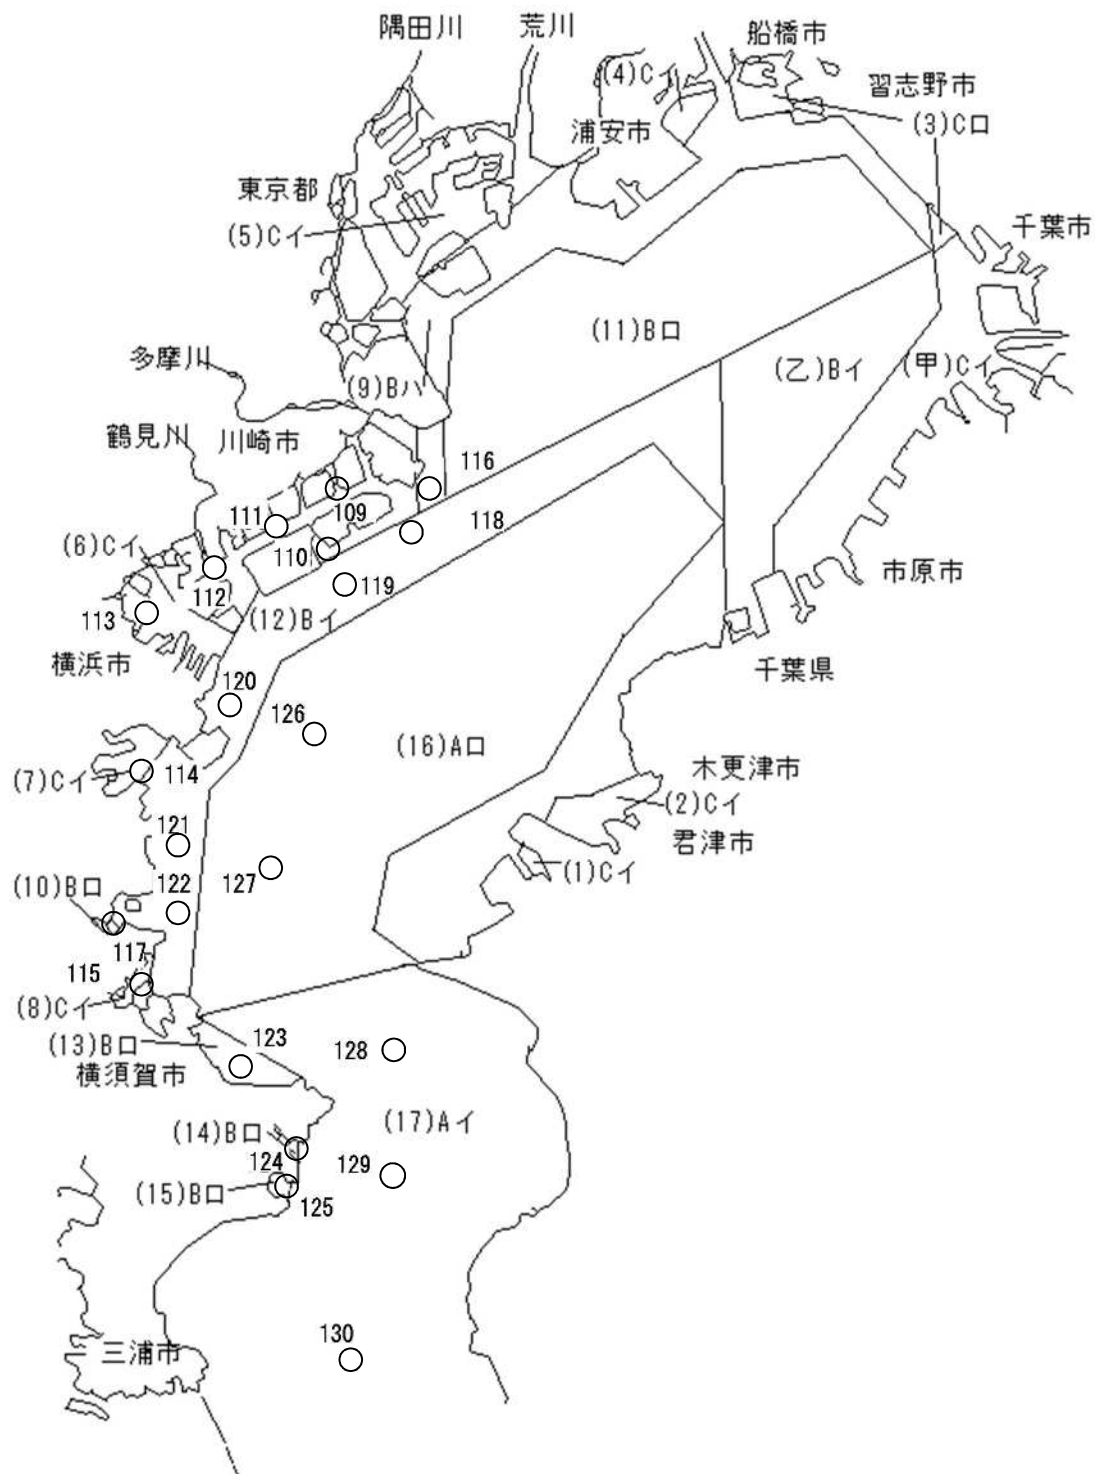 隅田川
荒川
船橋市
(4)Cイ
習志野市
(3)Cロ
浦安市
東京都
(5)Cイ
千葉市
(11)Bロ
多摩川
(乙)Bイ
(甲)Cイ
(9)Bハ
鶴見川
川崎市
116
111
109
118
(6)Cイ
110
市原市
112
119
113
(12)Bイ
横浜市
千葉県
120
126
(16)Aロ
(7)Cイ
114
木更津市
(2)Cイ
121
君津市
127
(1)Cイ
(10)Bロ
122
117
115
(8)Cイ
(13)Bロ
123
128
横須賀市
(17)Aイ
(14)Bロ
124
129
(15)Bロ
125
130
三浦市